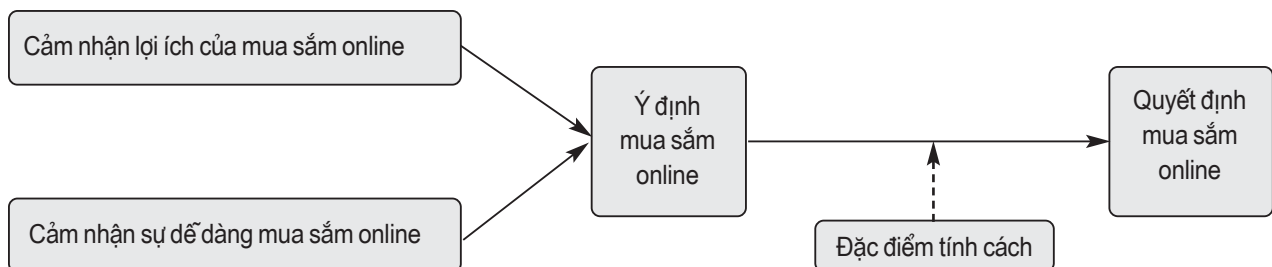 Cảm nhận lợi ích của mua sắm online
Ý định
mua sắm
online
Quyết định
mua sắm
online
Cảm nhận sự dễ dàng mua sắm online
Đặc điểm tính cách